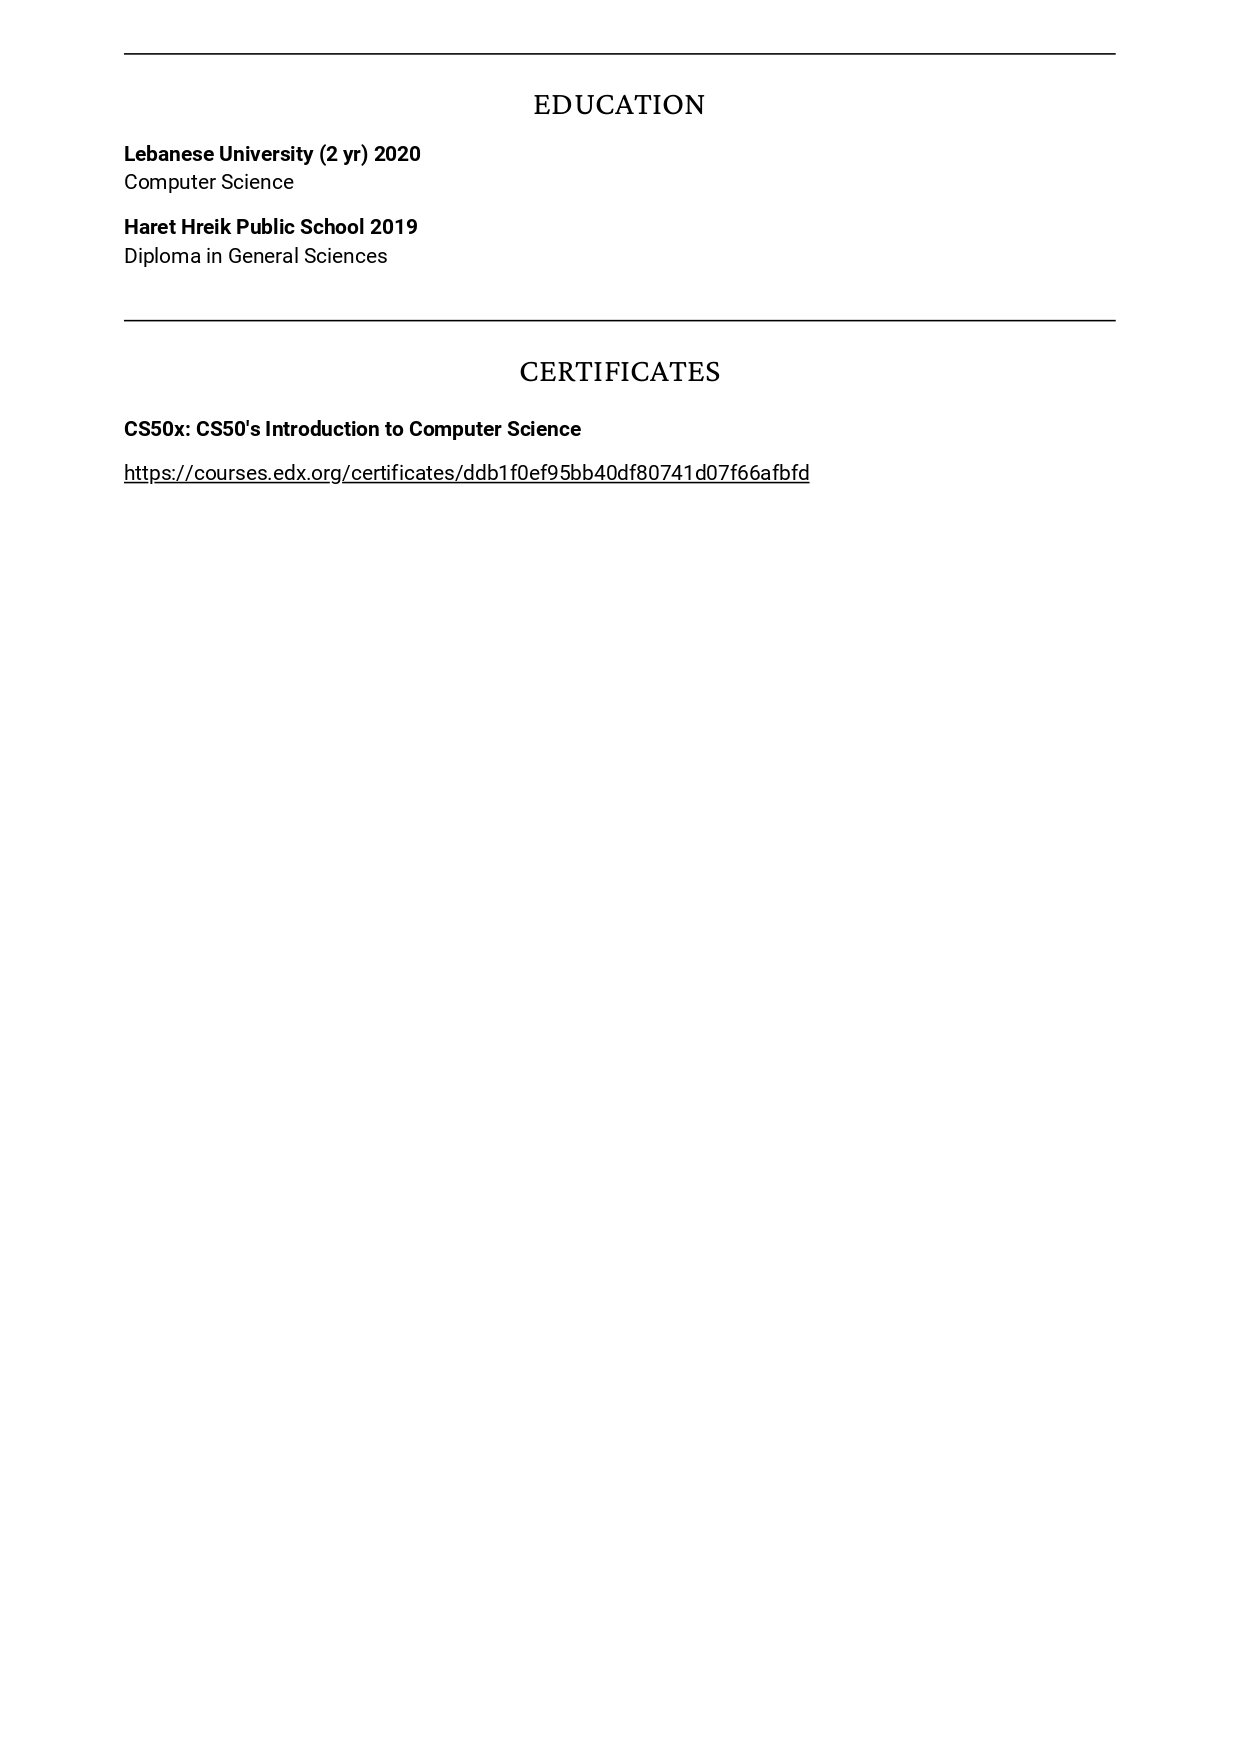 EDUCATION
Lebanese University (2 yr) 2020
Computer Science
Haret Hreik Public School 2019
Diploma in General Sciences
CERTIFICATES
CS50x: CS50's Introduction to Computer Science
https://courses.edx.org/certificates/ddb1f0ef95bb40df80741d07f66afbfd